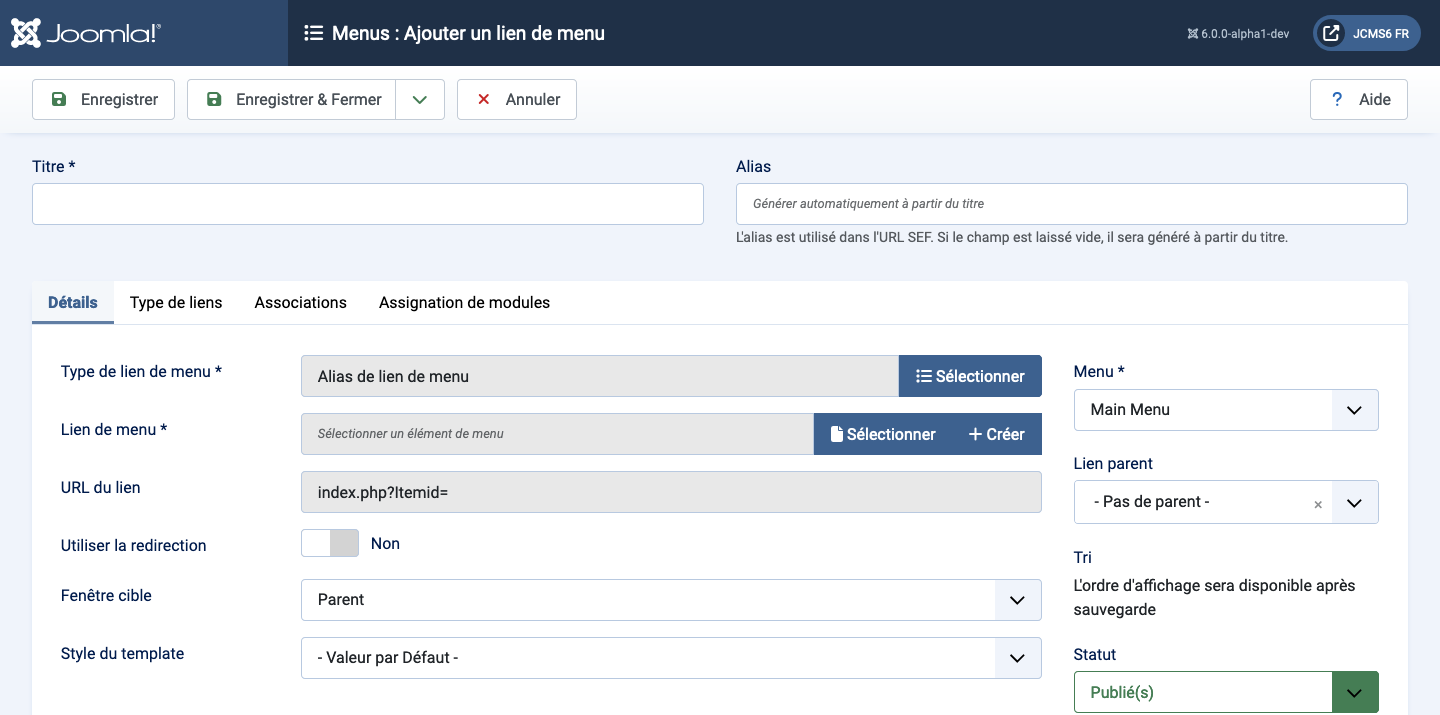 Joomla!®
Menus : Ajouter un lien de menu
6.0.0-alpha1-dev
JCMS6 FR
Enregistrer
Enregistrer & Fermer
Annuler
? Aide
Titre *
Alias
Générer automatiquement à partir du titre
L'alias est utilisé dans l'URL SEF. Si le champ est laissé vide, il sera généré à partir du titre.
Détails
Type de liens
Associations
Assignation de modules
Type de lien de menu *
Alias de lien de menu
Sélectionner
Lien de menu *
Sélectionner un élément de menu
Sélectionner
Créer
URL du lien
index.php?Itemid=
Utiliser la redirection
Non
Fenêtre cible
Parent
Style du template
- Valeur par Défaut -
Menu *
Main Menu
Lien parent
- Pas de parent -
Tri
L'ordre d'affichage sera disponible après
sauvegarde
Statut
Publié(s)